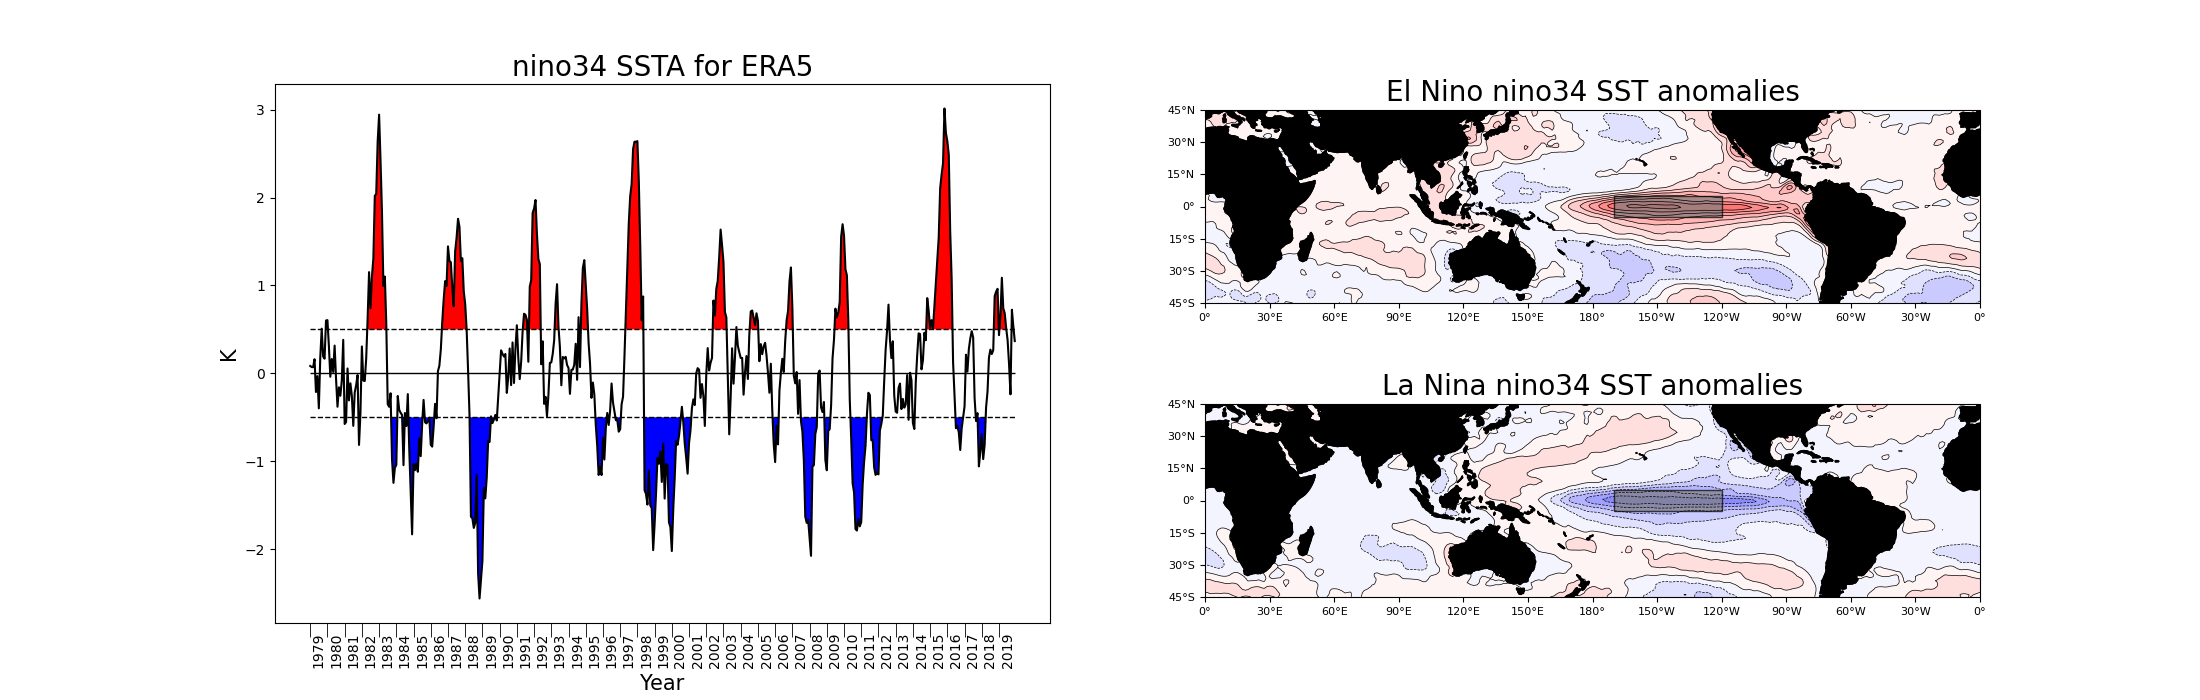 nino34 SSTA for ERA5
K
3
2
1
0
−1
−2
1979 1980 1981 1982 1983 1984 1985 1986 1987 1988 1989 1990 1991 1992 1993 1994 1995 1996 1997 1998 1999 2000 2001 2002 2003 2004 2005 2006 2007 2008 2009 2010 2011 2012 2013 2014 2015 2016 2017 2018 2019
Year
El Nino nino34 SST anomalies
45°N
30°N
15°N
0°
15°S
30°S
45°S
0° 30°E 60°E 90°E 120°E 150°E 180° 150°W 120°W 90°W 60°W 30°W 0°
La Nina nino34 SST anomalies
45°N
30°N
15°N
0°
15°S
30°S
45°S
0° 30°E 60°E 90°E 120°E 150°E 180° 150°W 120°W 90°W 60°W 30°W 0°